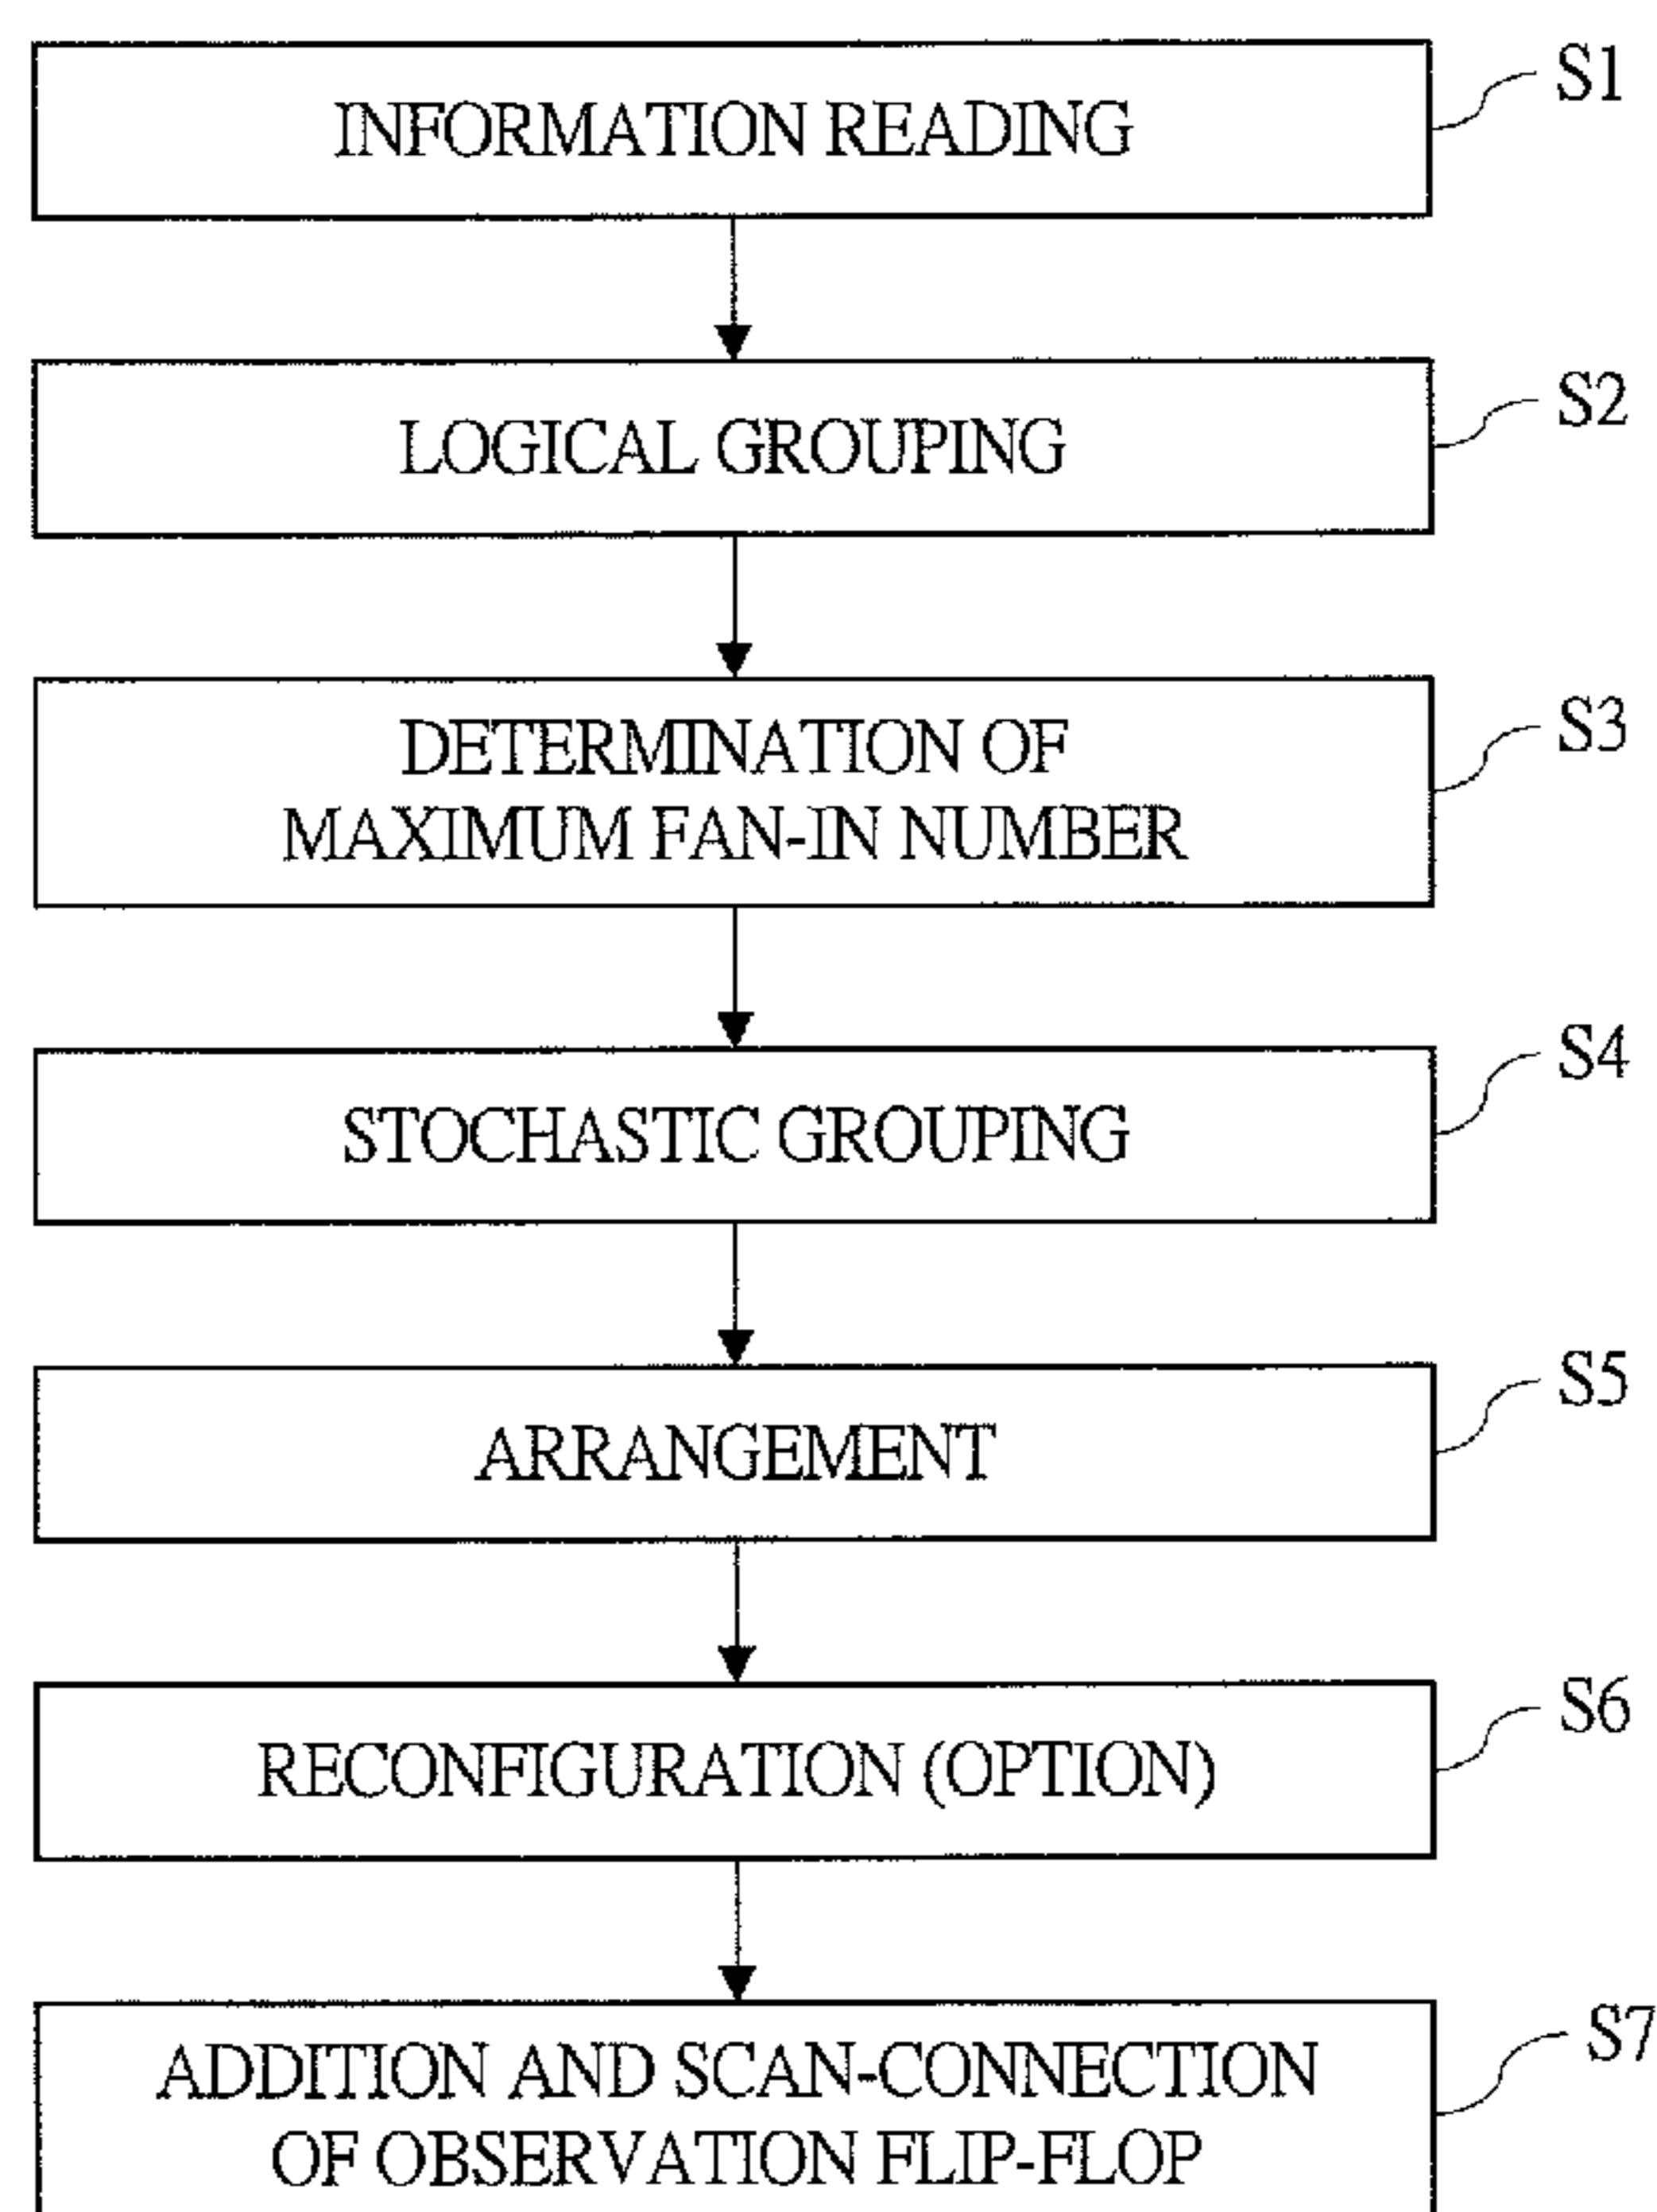 INFORMATION READING
S1
LOGICAL GROUPING
S2
DETERMINATION OF
MAXIMUM FAN-IN NUMBER
S3
STOCHASTIC GROUPING
S4
ARRANGEMENT
S5
RECONFIGURATION (OPTION)
S6
ADDITION AND SCAN-CONNECTION
OF OBSERVATION FLIP-FLOP
S7